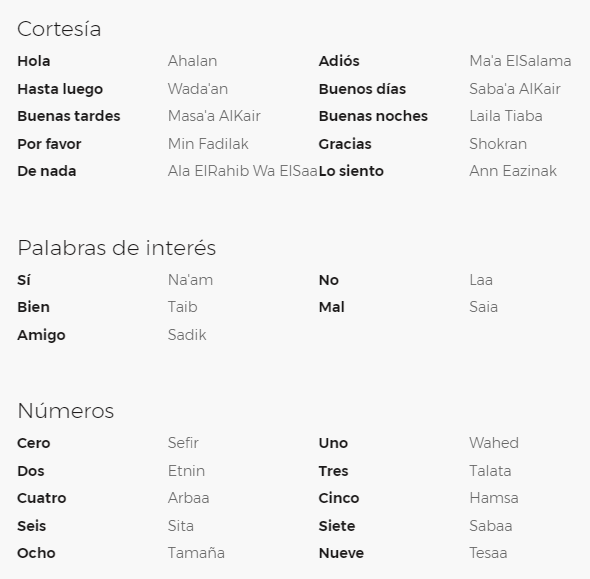 Cortesía
Hola Ahalan Adiós Ma'a ElSalama
Hasta luego Wada'an Buenos días Saba'a AlKair
Buenas tardes Masa'a AlKair Buenas noches Laila Tiaba
Por favor Min Fadilak Gracias Shokran
De nada Ala ElRahib Wa ElSaa Lo siento Ann Eazinak
Palabras de interés
Sí Na'am No Laa
Bien Taib Mal Saia
Amigo Sadik
Números
Cero Sefir Uno Wahed
Dos Etnin Tres Talata
Cuatro Arbaa Cinco Hamsa
Seis Sita Siete Sabaa
Ocho Tamaña Nueve Tesaa